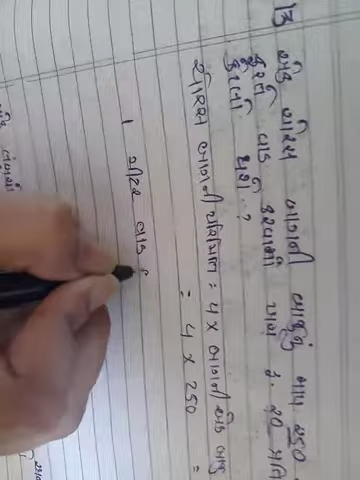 13 એક ચોરસ બાગની બાજુનું માપ 250
ફરતે વાડ કરવાનો ખર્ચ રૂ. 20 પ્રતિ
કેટલો થશે.?
ચોરસ બાગની પરિમિતિ = 4 × બાગની એક બાજુ
= 4 × 250 =
1 મીટર વાડ